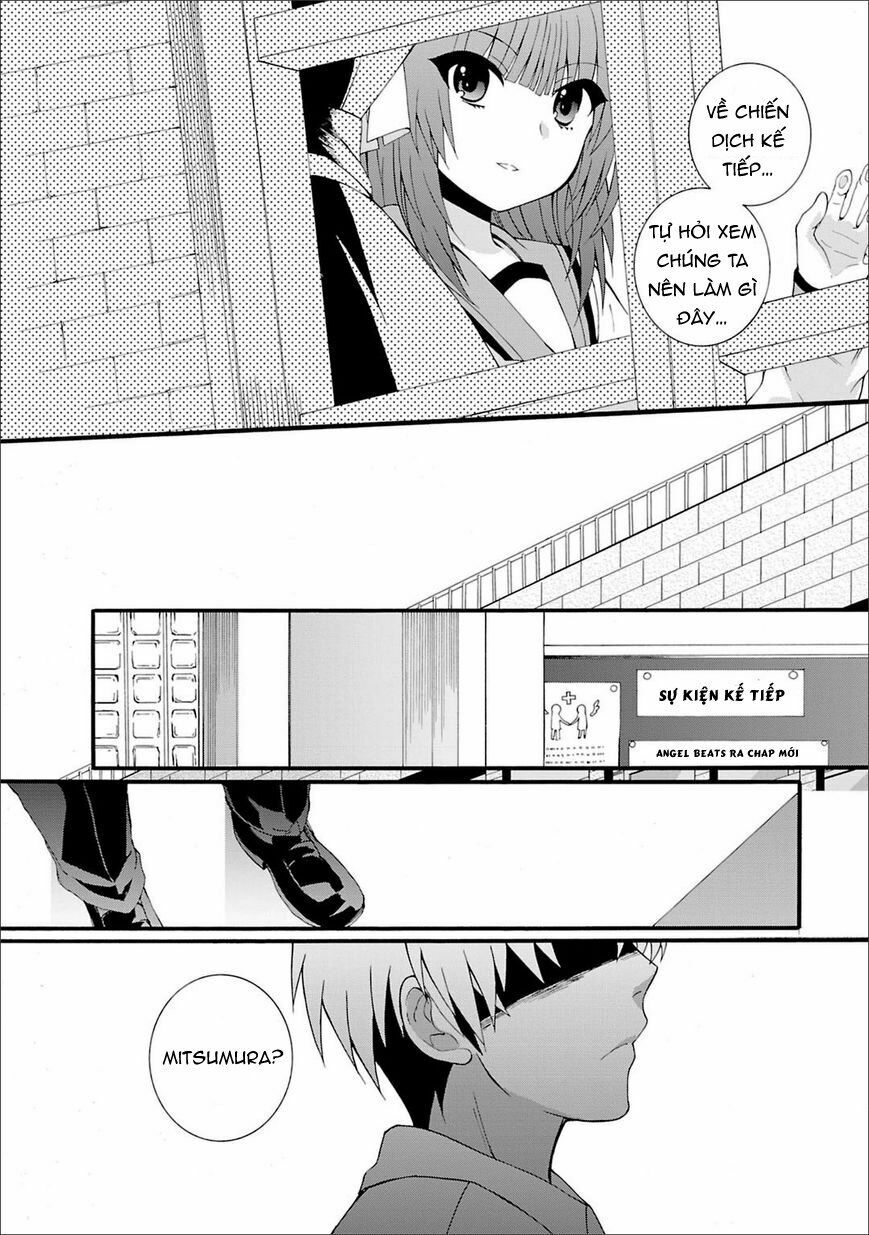 VỀ CHIẾN
DỊCH KẾ
TIẾP...
TỰ HỎI XEM
CHÚNG TA
NÊN LÀM GÌ
ĐÂY...
SỰ KIỆN KẾ TIẾP
ANGEL BEATS RA CHAP MỚI
MITSUMURA?